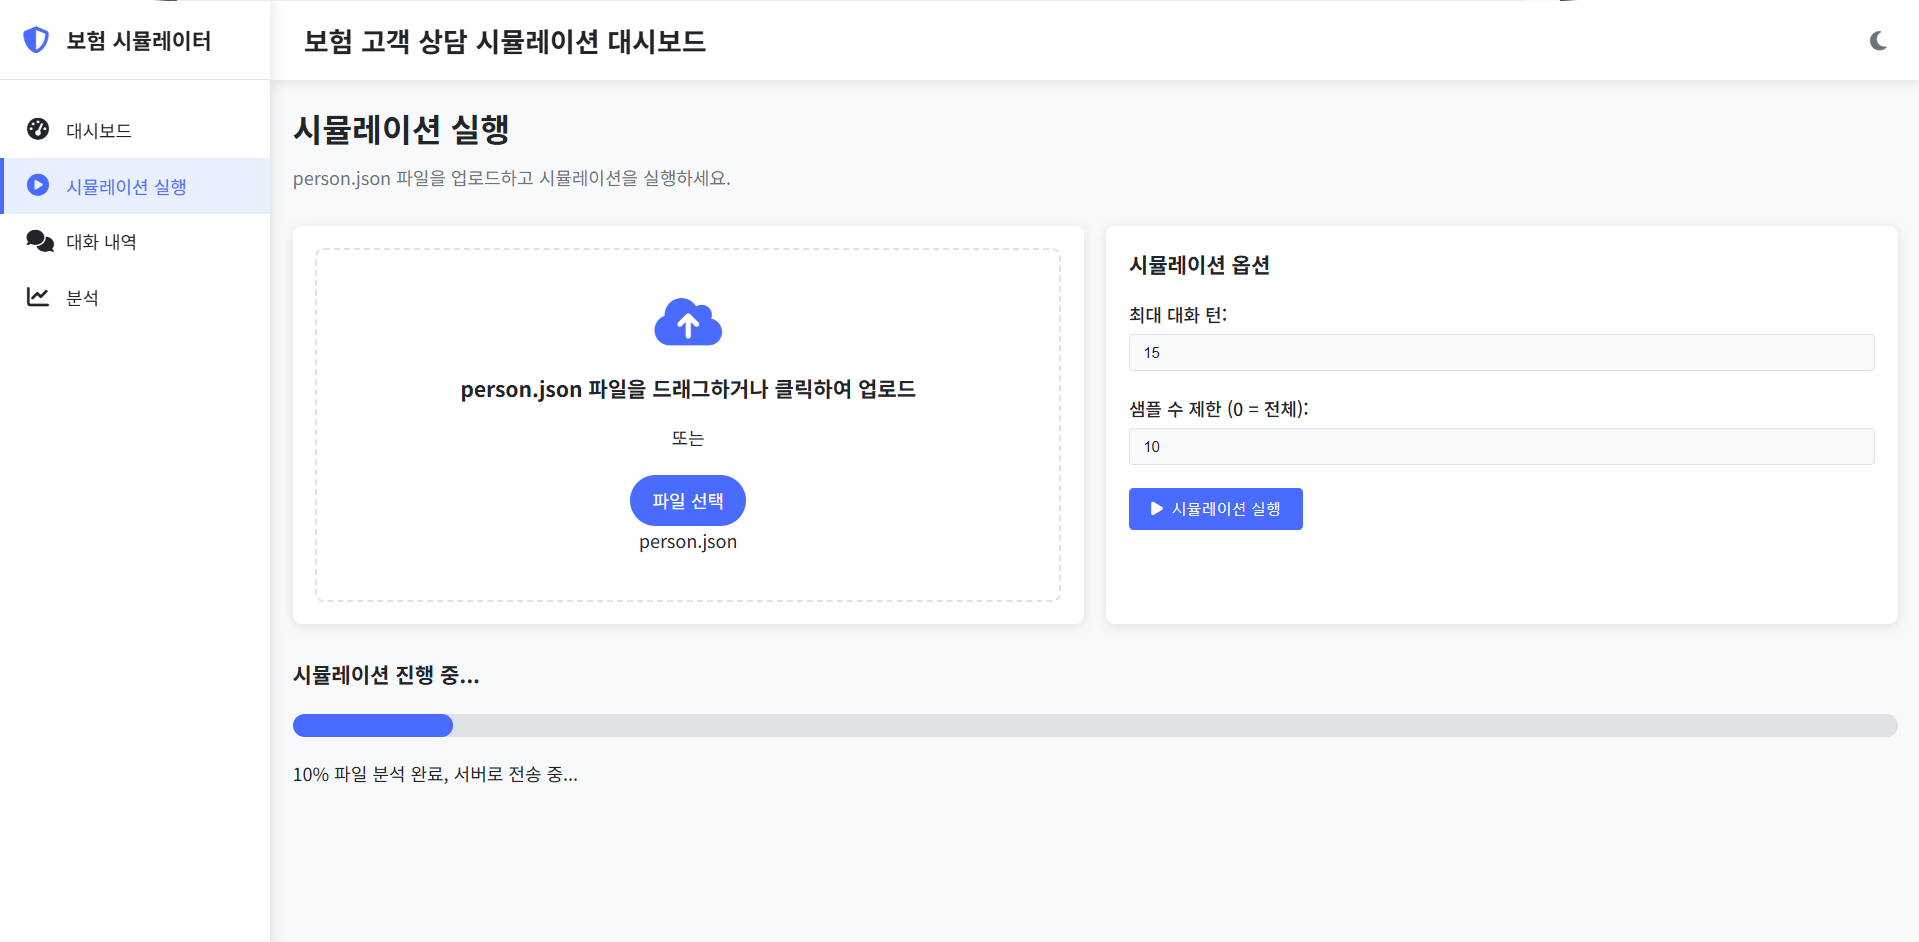 보험 시뮬레이터
보험 고객 상담 시뮬레이션 대시보드
대시보드
시뮬레이션 실행
대화 내역
분석
시뮬레이션 실행
person.json 파일을 업로드하고 시뮬레이션을 실행하세요.
person.json 파일을 드래그하거나 클릭하여 업로드
또는
파일 선택
person.json
시뮬레이션 옵션
최대 대화 턴:
15
샘플 수 제한 (0 = 전체):
10
시뮬레이션 실행
시뮬레이션 진행 중...
10% 파일 분석 완료, 서버로 전송 중...